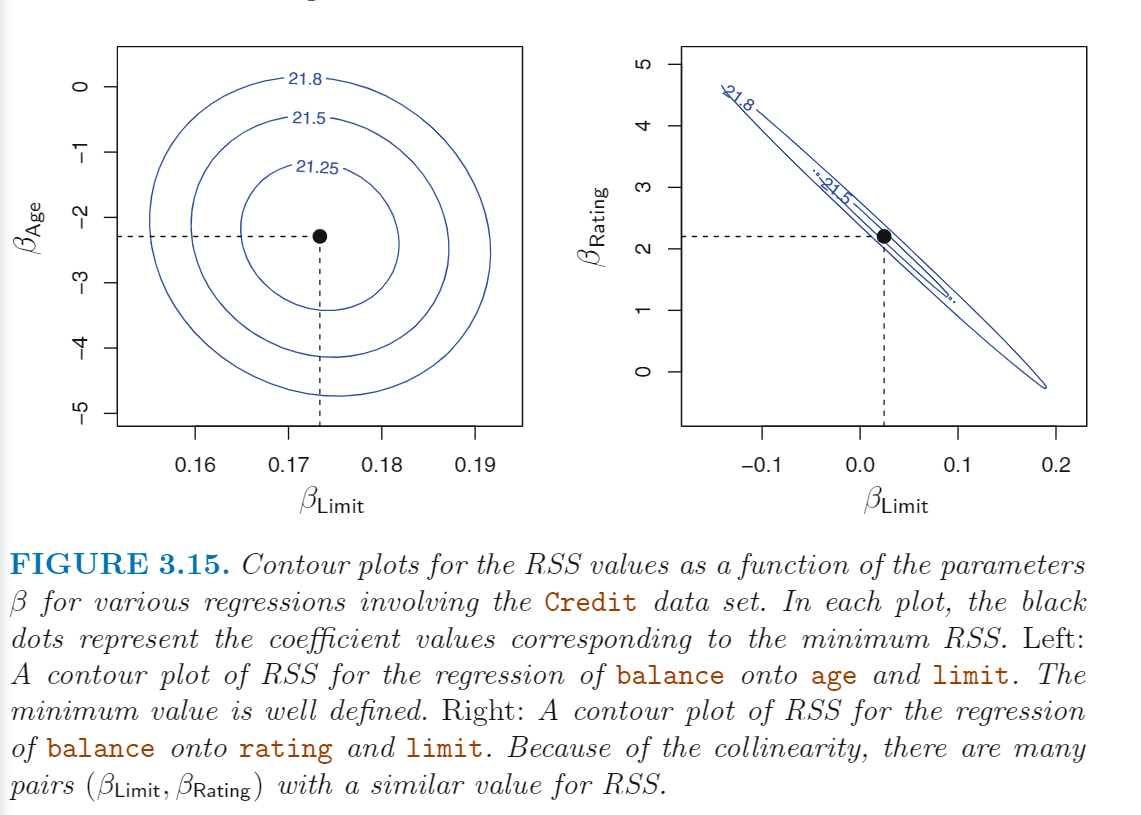 21.8
21.5
21.25
0
−1
−2
−3
−4
−5
βAge
0.16 0.17 0.18 0.19
βLimit
21.8
21.5
5
4
3
2
1
0
βRating
−0.1 0.0 0.1 0.2
βLimit
FIGURE 3.15. Contour plots for the RSS values as a function of the parameters
β for various regressions involving the Credit data set. In each plot, the black
dots represent the coefficient values corresponding to the minimum RSS. Left:
A contour plot of RSS for the regression of balance onto age and limit. The
minimum value is well defined. Right: A contour plot of RSS for the regression
of balance onto rating and limit. Because of the collinearity, there are many
pairs (βLimit, βRating) with a similar value for RSS.